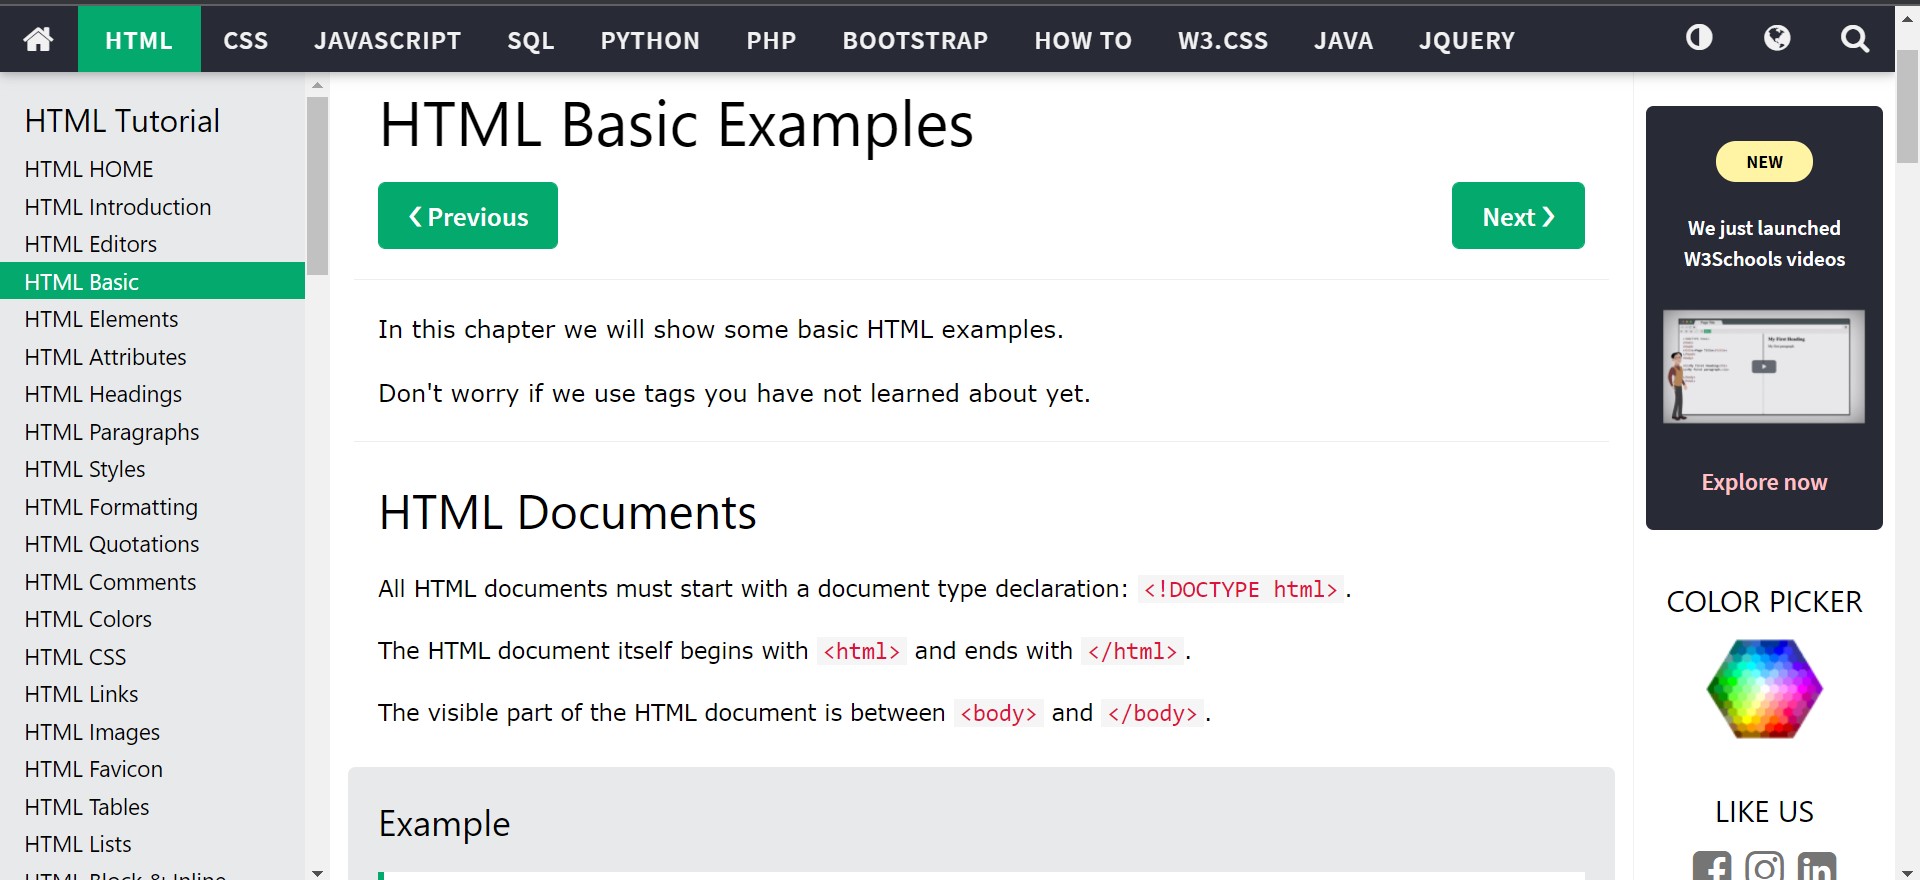 HTML CSS JAVASCRIPT SQL PYTHON PHP BOOTSTRAP HOW TO W3.CSS JAVA JQUERY
HTML Tutorial
HTML HOME
HTML Introduction
HTML Editors
HTML Basic
HTML Elements
HTML Attributes
HTML Headings
HTML Paragraphs
HTML Styles
HTML Formatting
HTML Quotations
HTML Comments
HTML Colors
HTML CSS
HTML Links
HTML Images
HTML Favicon
HTML Tables
HTML Lists
HTML Block & Inline
HTML Basic Examples
❮ Previous
Next ❯
In this chapter we will show some basic HTML examples.
Don't worry if we use tags you have not learned about yet.
HTML Documents
All HTML documents must start with a document type declaration: <!DOCTYPE html>.
The HTML document itself begins with <html> and ends with </html>.
The visible part of the HTML document is between <body> and </body>.
Example
NEW
We just launched
W3Schools videos
My First Heading
Explore now
COLOR PICKER
LIKE US